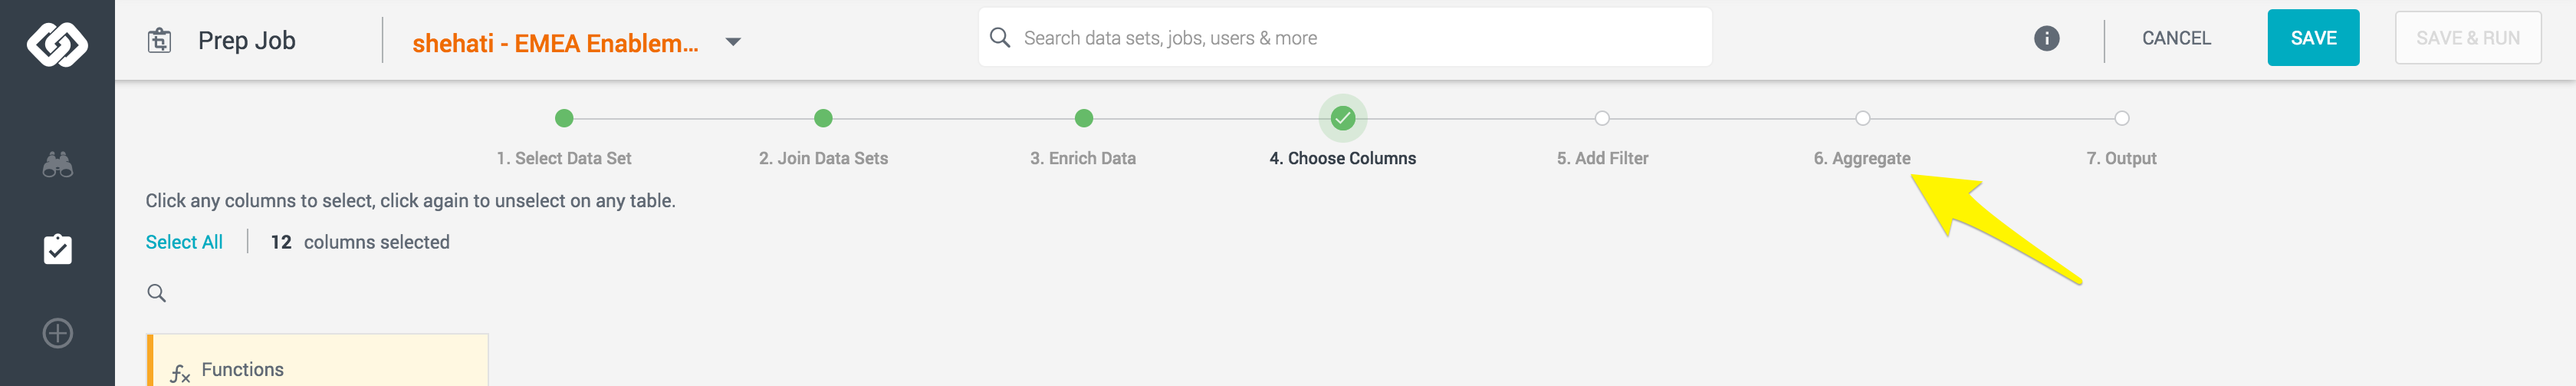 Prep Job
shehati - EMEA Enablem...
Search data sets, jobs, users & more
i
CANCEL
SAVE
SAVE & RUN
1. Select Data Set
2. Join Data Sets
3. Enrich Data
4. Choose Columns
5. Add Filter
6. Aggregate
7. Output
Click any columns to select, click again to unselect on any table.
Select All
12 columns selected
fx Functions